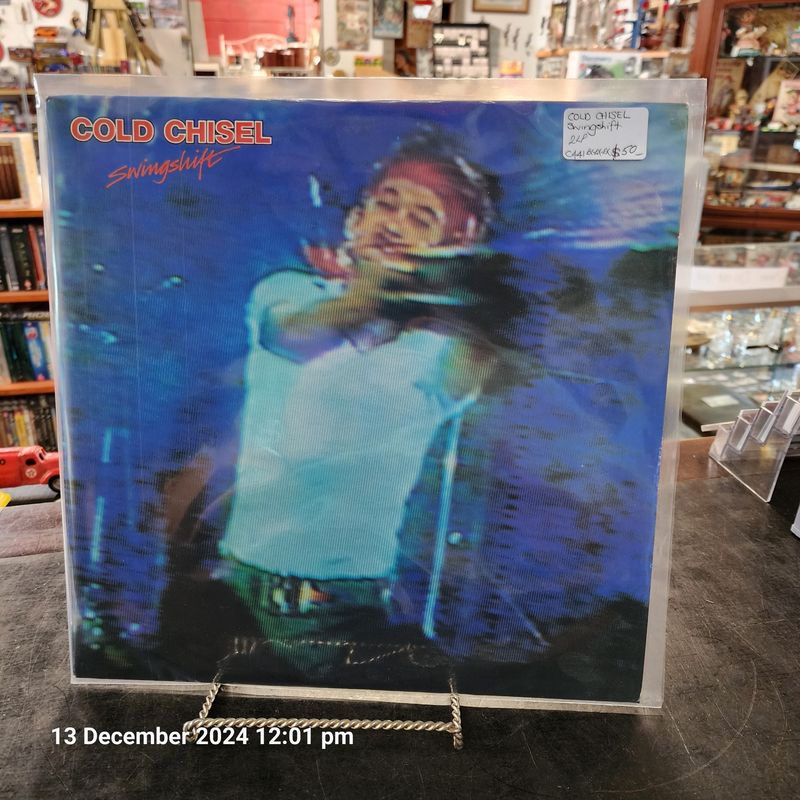 COLD CHISEL
Swingshift
COLD CHISEL
Swingshift
2LP
$50
13 December 2024 12:01 pm